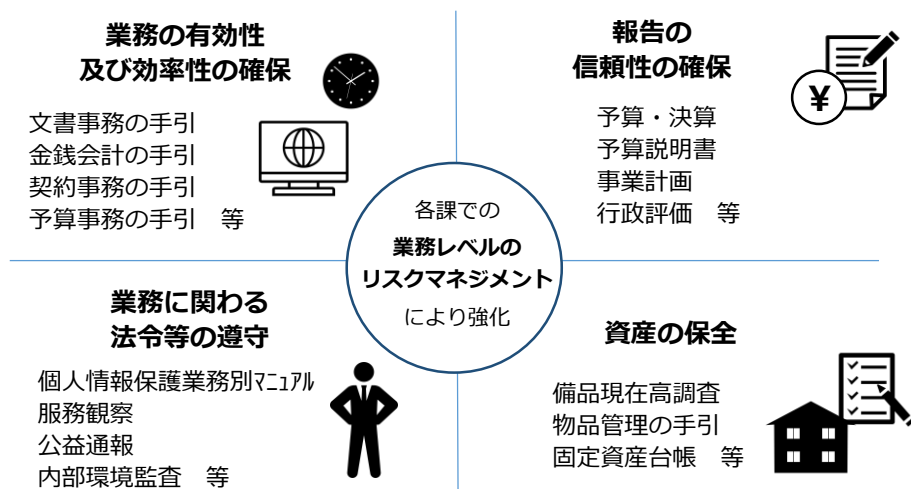 業務の有効性
及び効率性の確保
文書事務の手引
金銭会計の手引
契約事務の手引
予算事務の手引　等
報告の
信頼性の確保
¥
予算・決算
予算説明書
事業計画
行政評価　等
各課での
業務レベルの
リスクマネジメント
により強化
業務に関わる
法令等の遵守
個人情報保護業務別ﾏﾆｭｱﾙ
服務観察
公益通報
内部環境監査　等
資産の保全
備品現在高調査
物品管理の手引
固定資産台帳　等